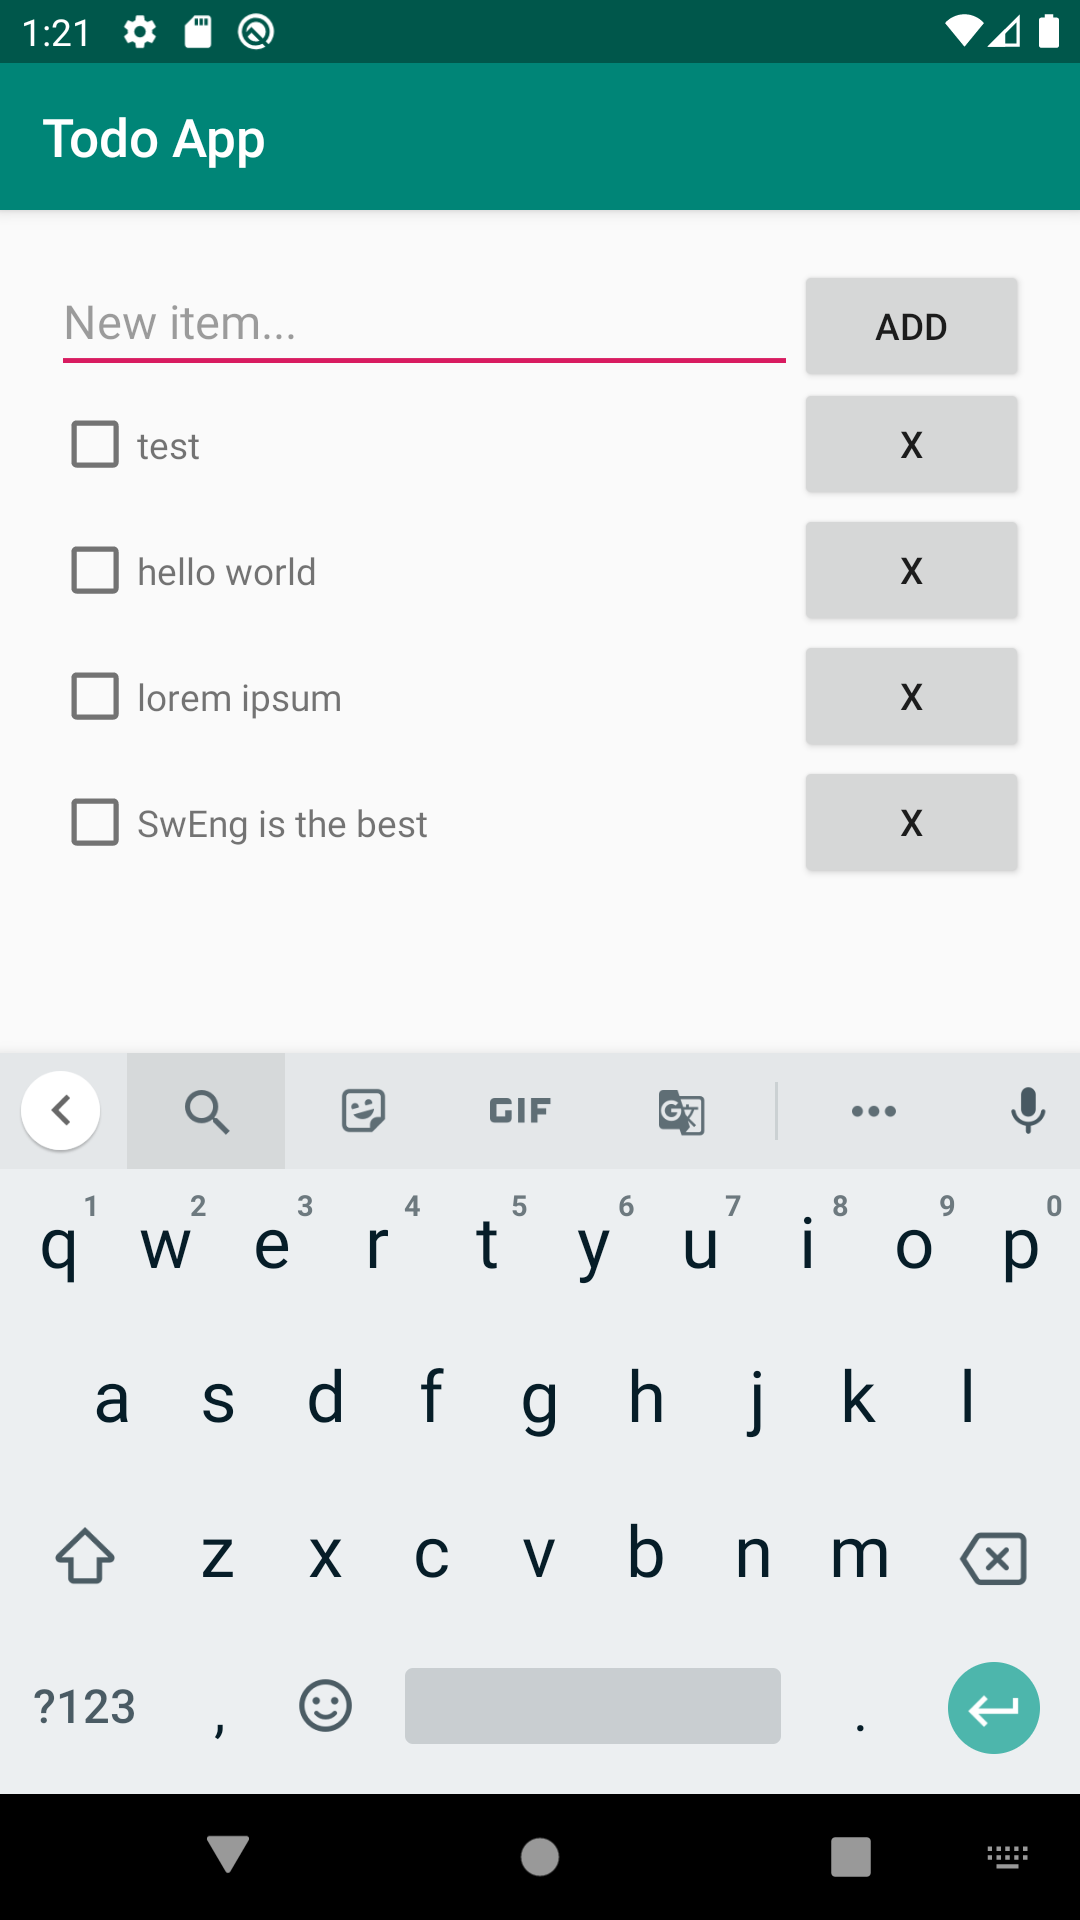 1:21
Todo App
New item...
ADD
test
X
hello world
X
lorem ipsum
X
SwEng is the best
X
GIF
G 文
1 2 3 4 5 6 7 8 9 0
q w e r t y u i o p
a s d f g h j k l
z x c v b n m
?123 , .